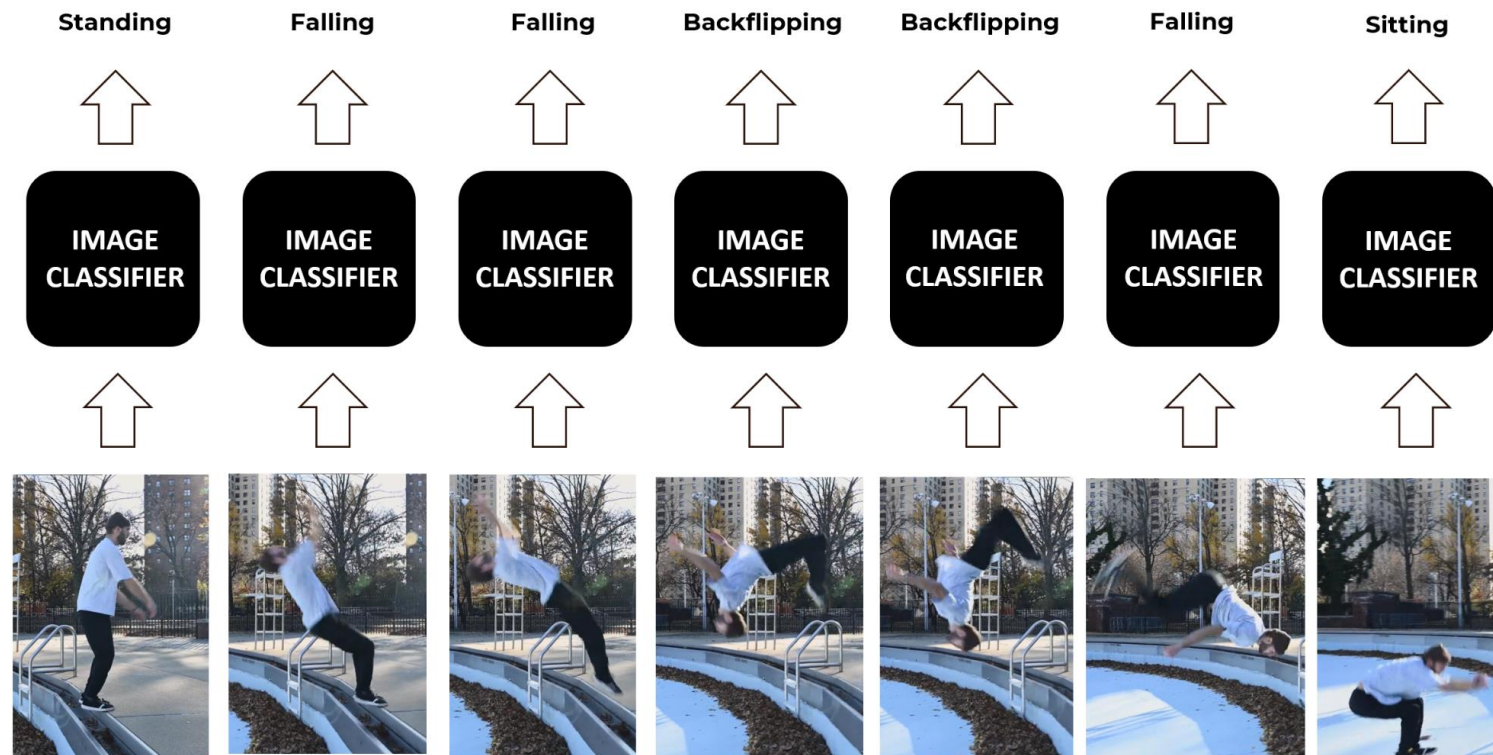 Standing
Falling
Falling
Backflipping
Backflipping
Falling
Sitting
IMAGE
CLASSIFIER
IMAGE
CLASSIFIER
IMAGE
CLASSIFIER
IMAGE
CLASSIFIER
IMAGE
CLASSIFIER
IMAGE
CLASSIFIER
IMAGE
CLASSIFIER